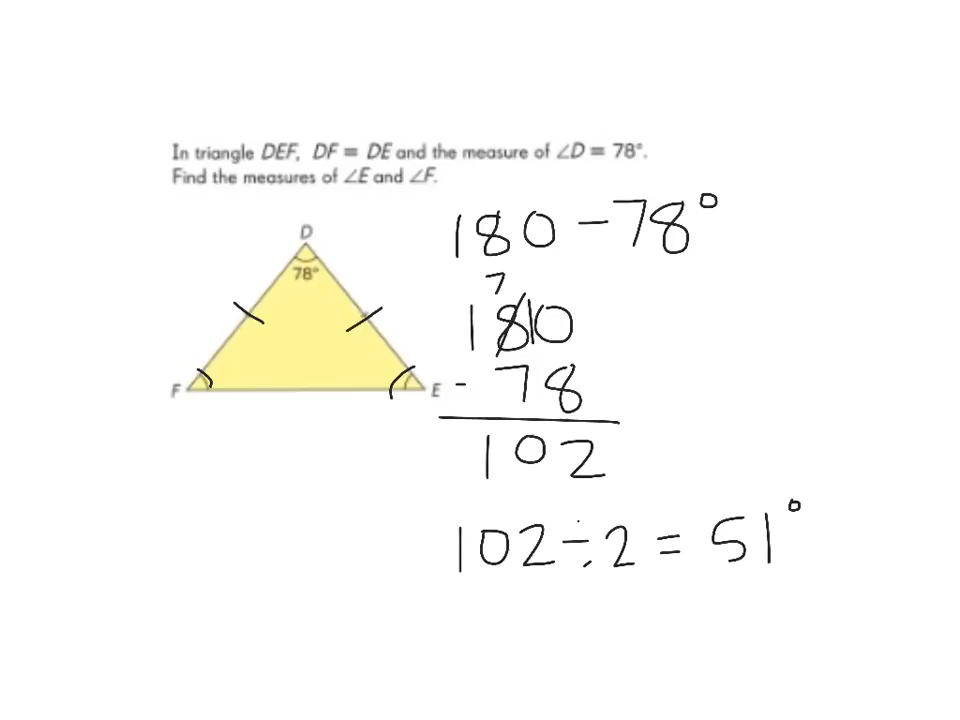 In triangle DEF, DF = DE and the measure of ∠D = 78°.
Find the measures of ∠E and ∠F.
D
78°
F
E
180 - 78°
7
1810
- 78
102
102 ÷ 2 = 51°